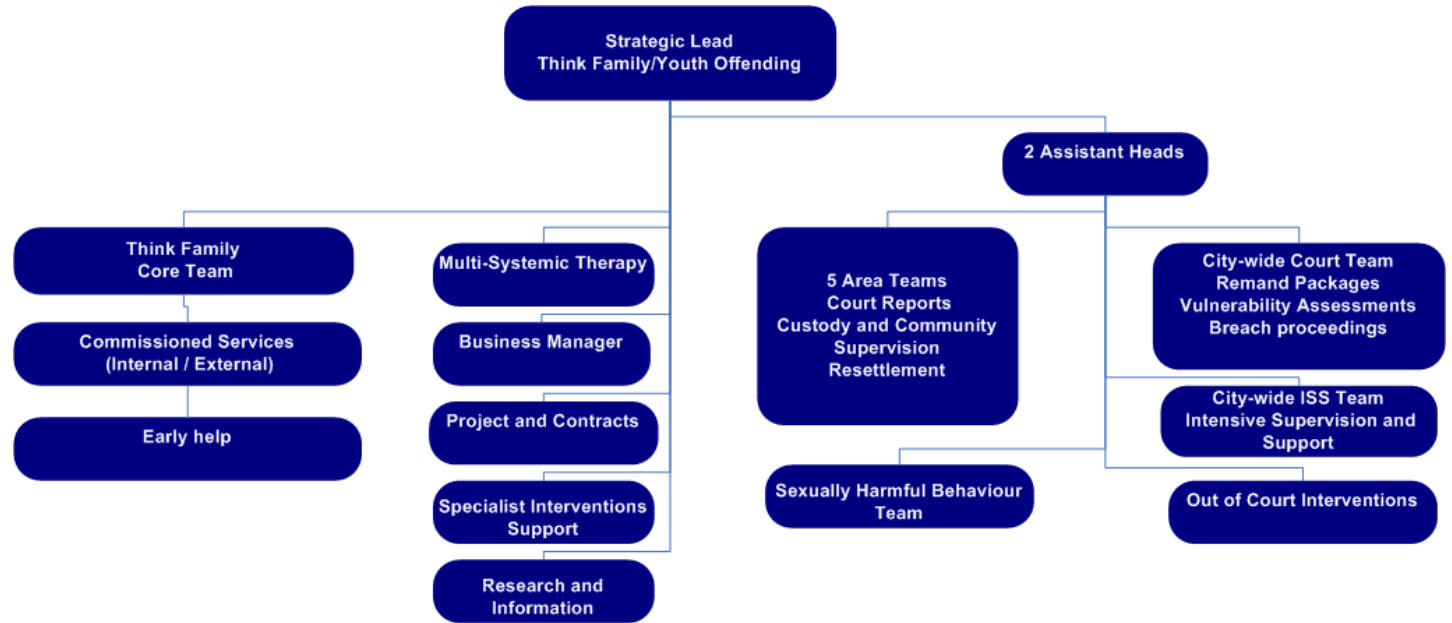 Strategic Lead
Think Family/Youth Offending
2 Assistant Heads
Think Family
Core Team
Commissioned Services
(Internal / External)
Early help
Multi-Systemic Therapy
Business Manager
Project and Contracts
Specialist Interventions
Support
Research and
Information
5 Area Teams
Court Reports
Custody and Community
Supervision
Resettlement
Sexually Harmful Behaviour
Team
City-wide Court Team
Remand Packages
Vulnerability Assessments
Breach proceedings
City-wide ISS Team
Intensive Supervision and
Support
Out of Court Interventions